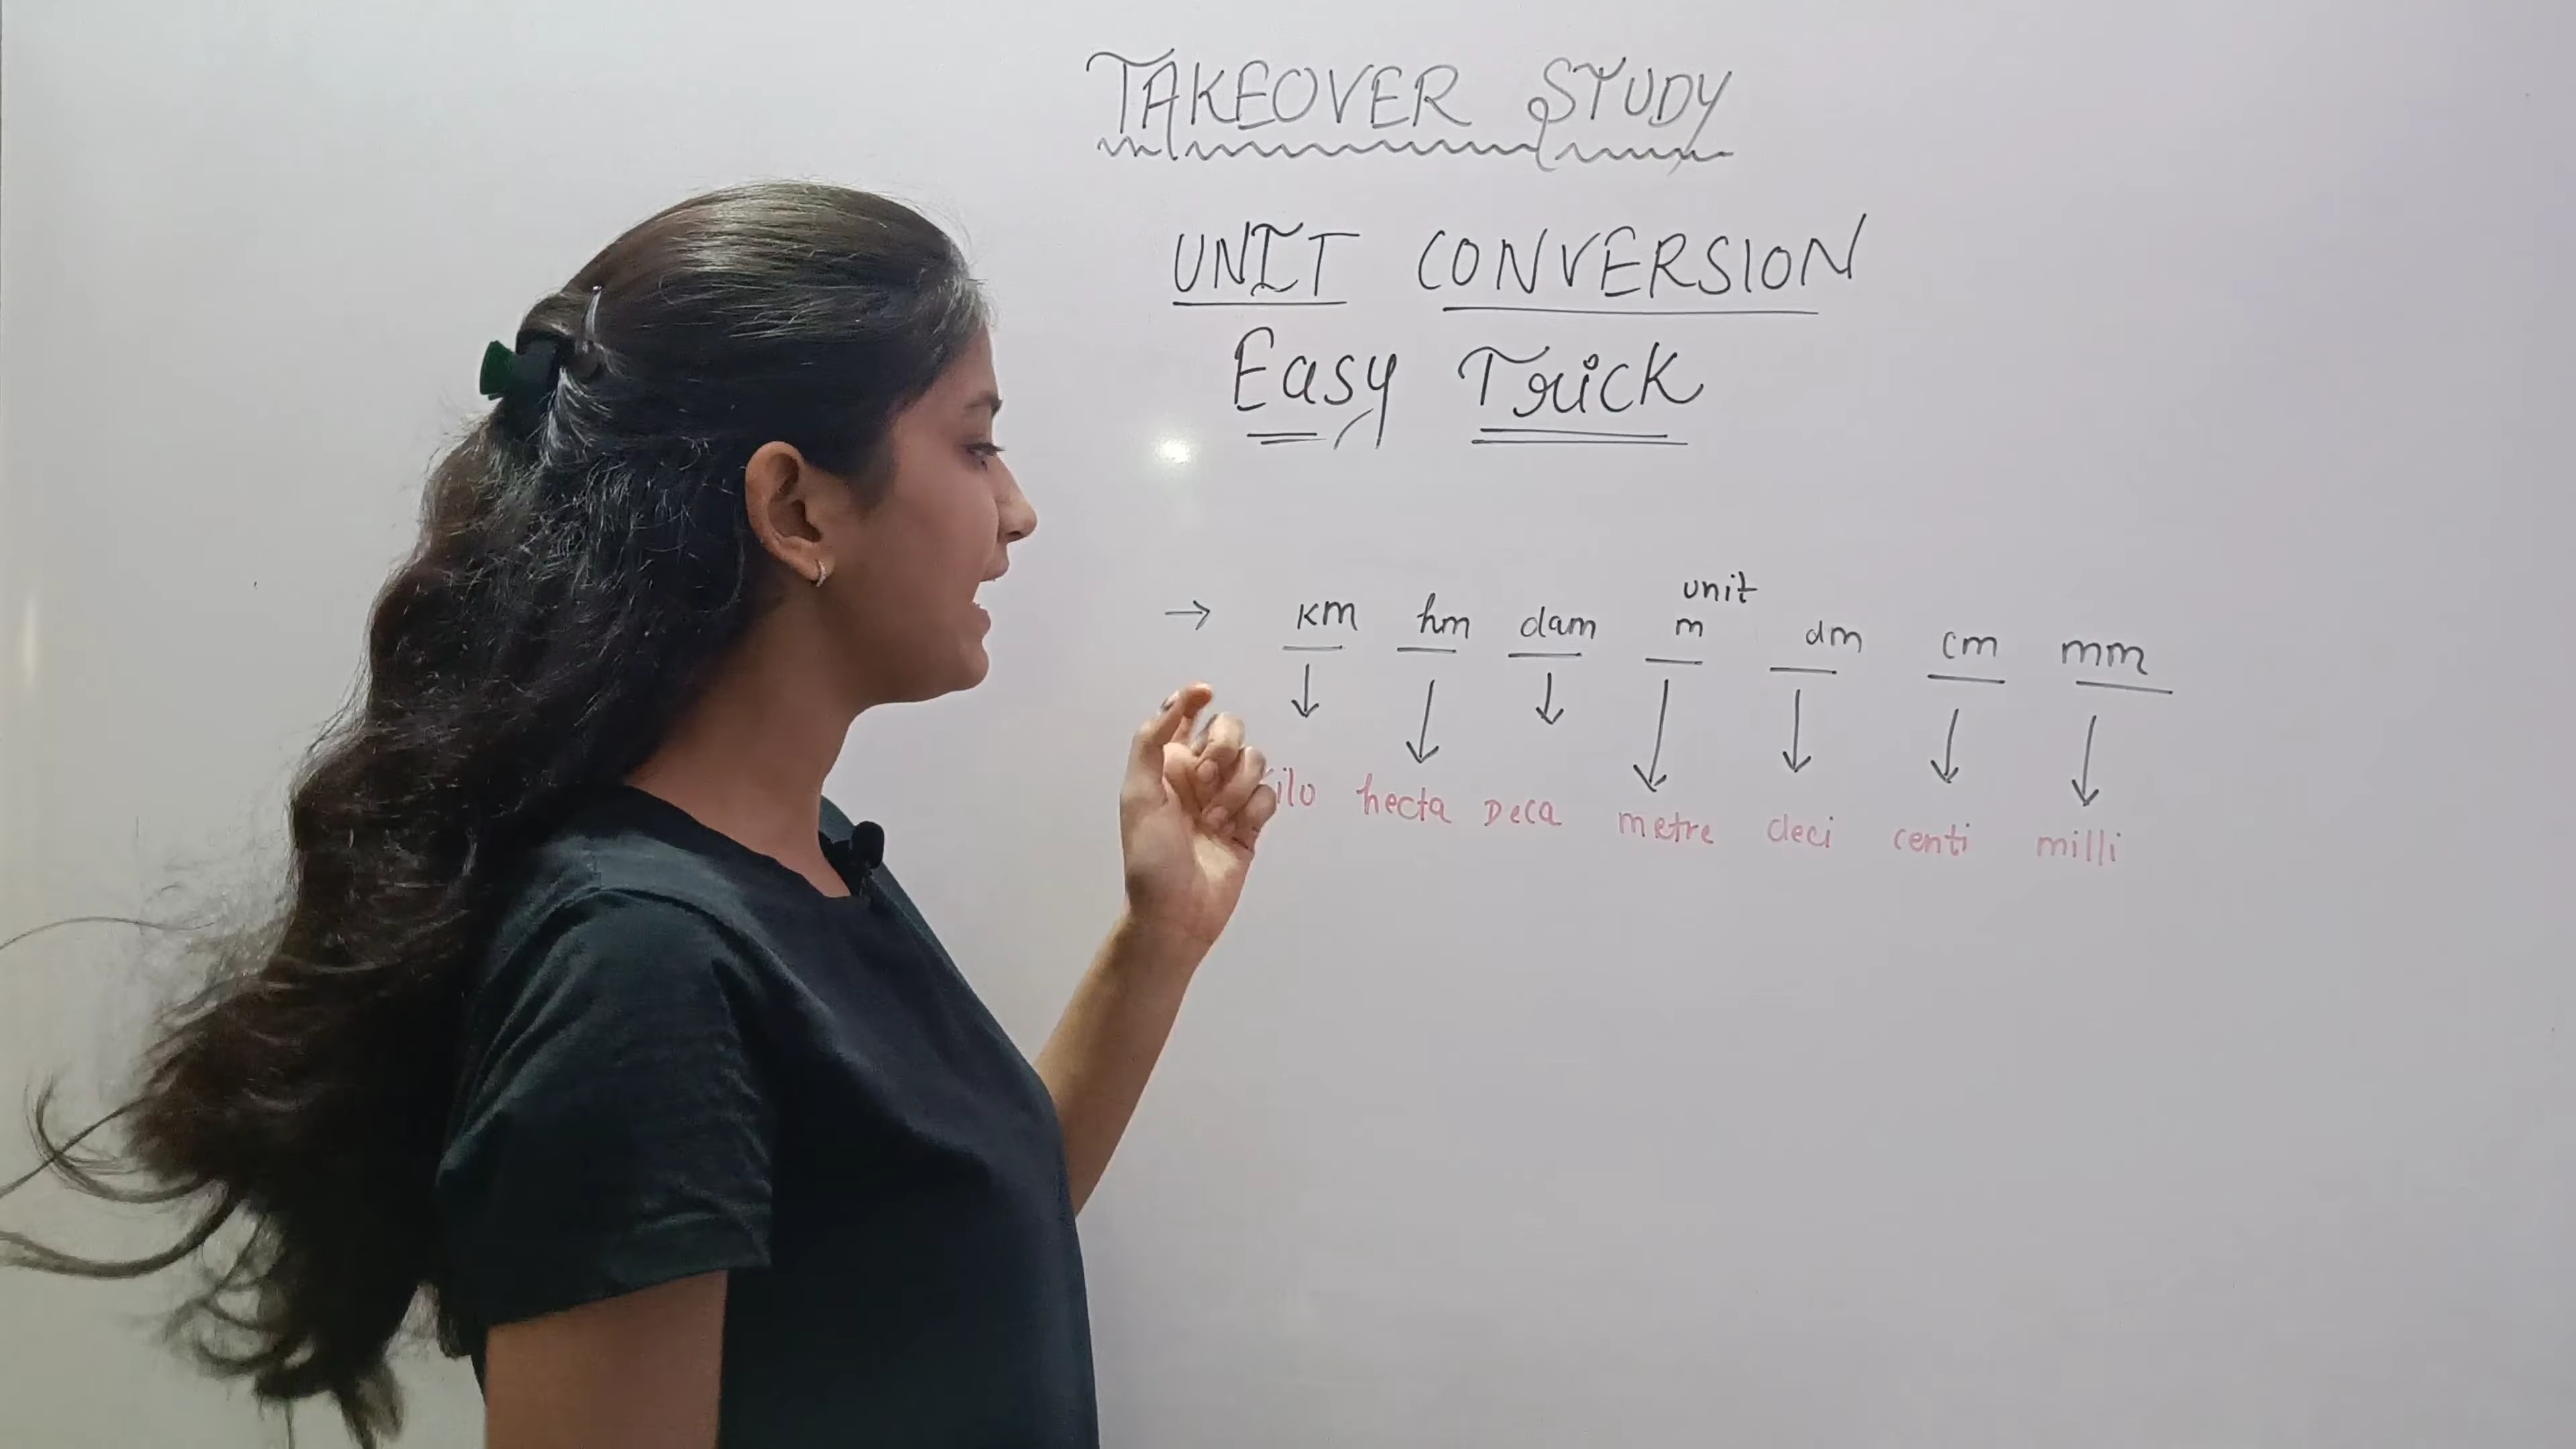 TAKEOVER STUDY
UNIT CONVERSION
Easy Trick
unit
→ km hm dam m dm cm mm
ilo hecta Deca metre deci centi milli